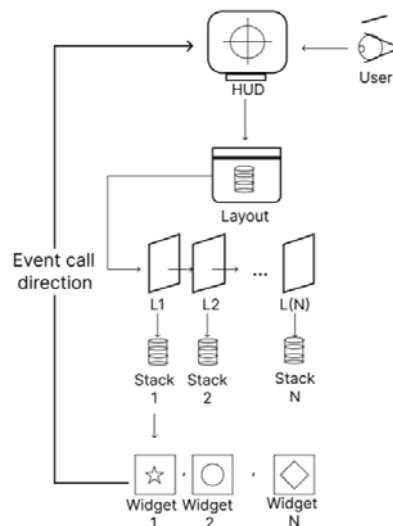 HUD
User
Layout
Event call
direction
L1
L2
...
L(N)
Stack
1
Stack
2
Stack
N
Widget
1
,
Widget
2
,
Widget
N